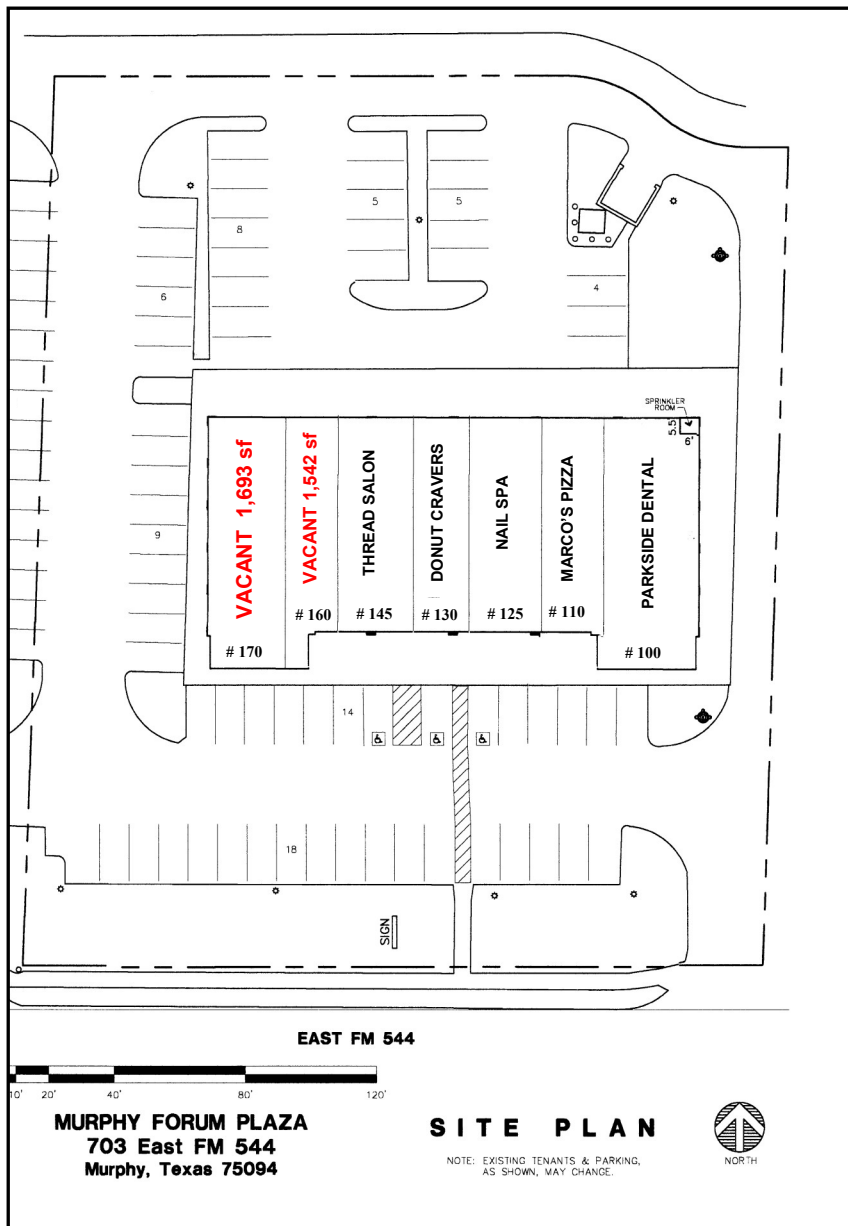 5
5
8
4
6
SPRINKLER
ROOM
5.5'
6'
VACANT 1,693 sf
VACANT 1,542 sf
THREAD SALON
DONUT CRAVERS
NAIL SPA
MARCO'S PIZZA
PARKSIDE DENTAL
9
# 160
# 145
# 130
# 125
# 110
# 170
# 100
14
18
SIGN
EAST FM 544
10' 20' 40' 80' 120'
MURPHY FORUM PLAZA
703 East FM 544
Murphy, Texas 75094
SITE PLAN
NOTE: EXISTING TENANTS & PARKING,
AS SHOWN, MAY CHANGE.
NORTH